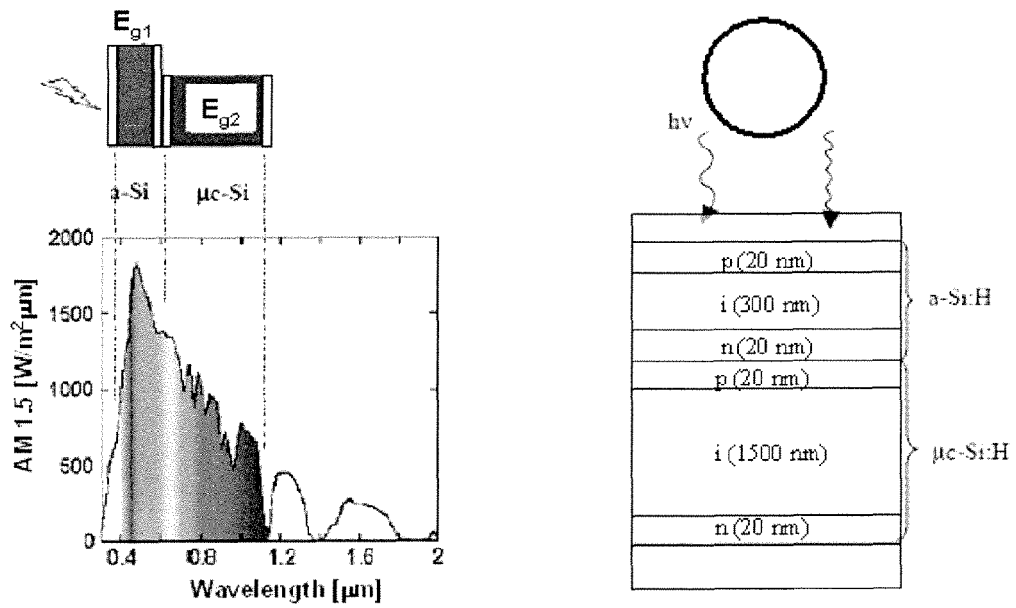 E_g1
E_g2
a-Si
μc-Si
2000
1500
1000
500
0
AM 1.5 [W/m²μm]
0.4 0.8 1.2 1.6 2
Wavelength [μm]
hν
p (20 nm)
i (300 nm)
n (20 nm)
a-Si:H
p (20 nm)
i (1500 nm)
n (20 nm)
μc-Si:H